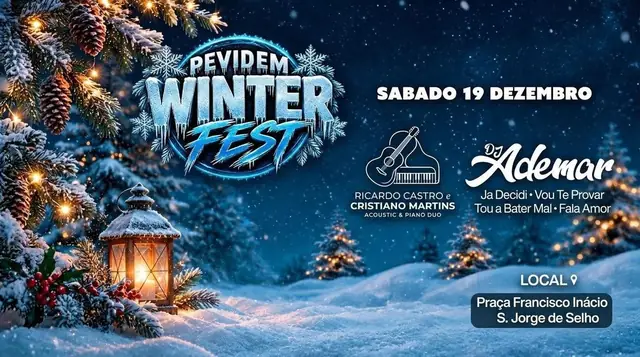 PEVIDEM
WINTER
FEST
SABADO 19 DEZEMBRO
RICARDO CASTRO e
CRISTIANO MARTINS
ACOUSTIC & PIANO DUO
DJ
Ademar
Ja Decidi • Vou Te Provar
Tou a Bater Mal • Fala Amor
LOCAL
Praça Francisco Inácio
S. Jorge de Selho